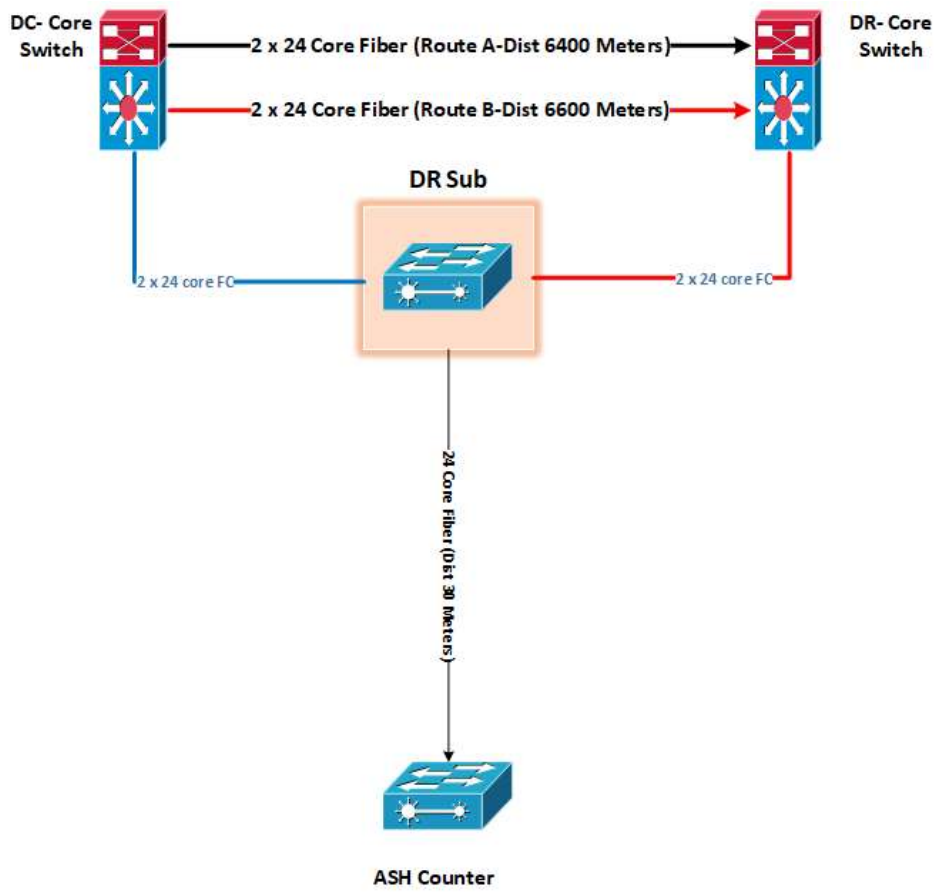 DC- Core
Switch
2 x 24 Core Fiber (Route A-Dist 6400 Meters)
DR- Core
Switch
2 x 24 Core Fiber (Route B-Dist 6600 Meters)
DR Sub
2 x 24 core FO
2 x 24 core FO
24 Core Fiber (Dist 30 Meters)
ASH Counter